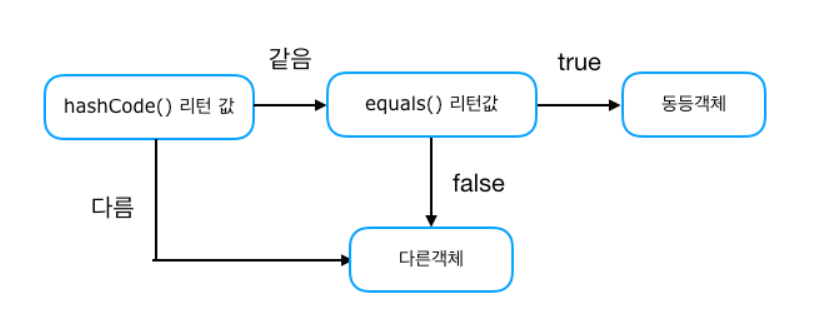 같음
true
hashCode() 리턴 값
equals() 리턴값
동등객체
다름
false
다른객체